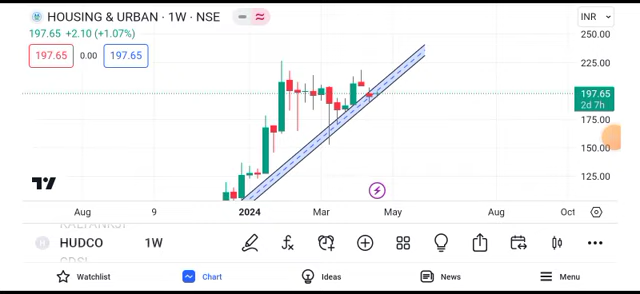 HOUSING & URBAN · 1W · NSE
INR
197.65 +2.10 (+1.07%)
197.65 0.00 197.65
250.00
225.00
197.65
2d 7h
175.00
150.00
125.00
Aug 9 2024 Mar May Aug Oct
KALYANKJI
H HUDCO 1W
CDSL
Watchlist Chart Ideas News Menu